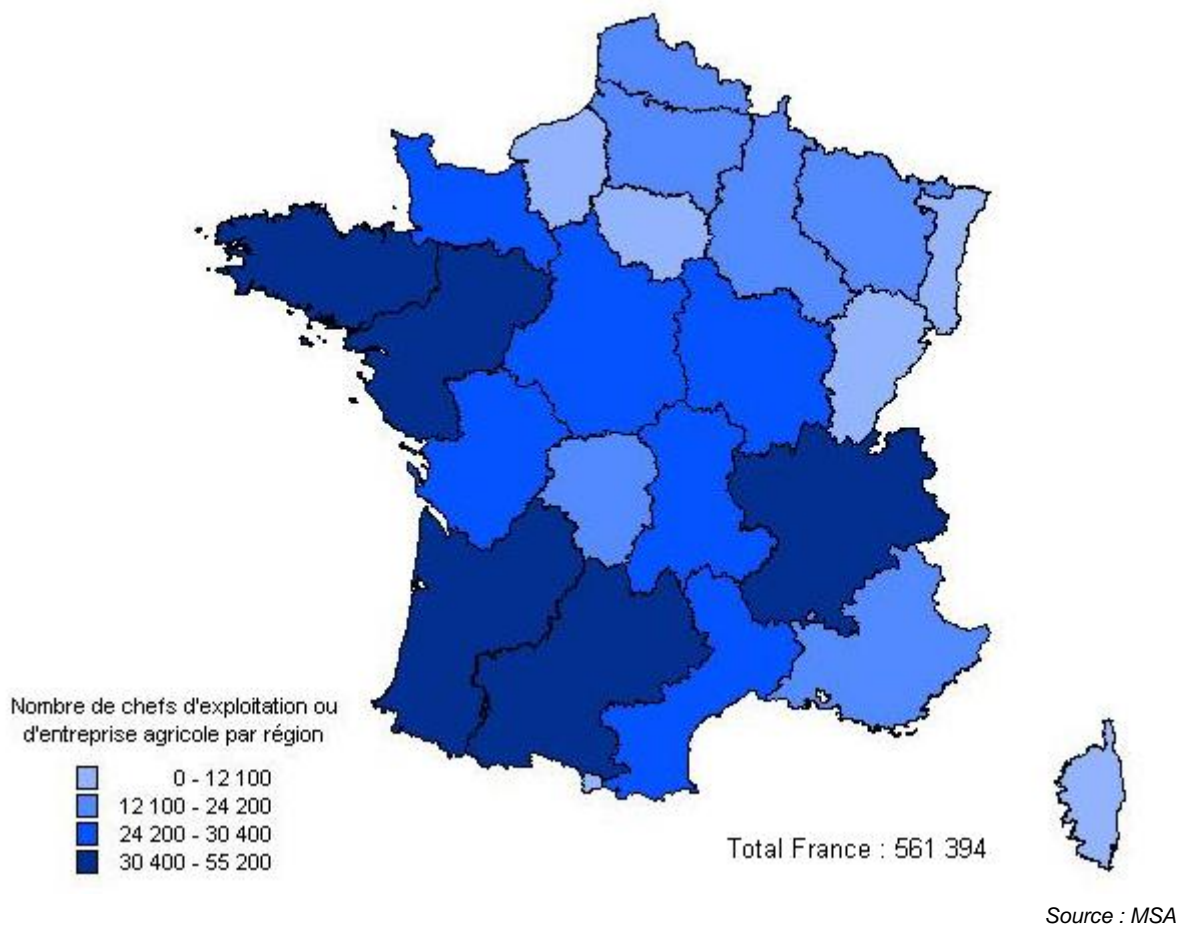 Nombre de chefs d'exploitation ou
d'entreprise agricole par région
0 - 12 100
12 100 - 24 200
24 200 - 30 400
30 400 - 55 200
Total France : 561 394
Source : MSA